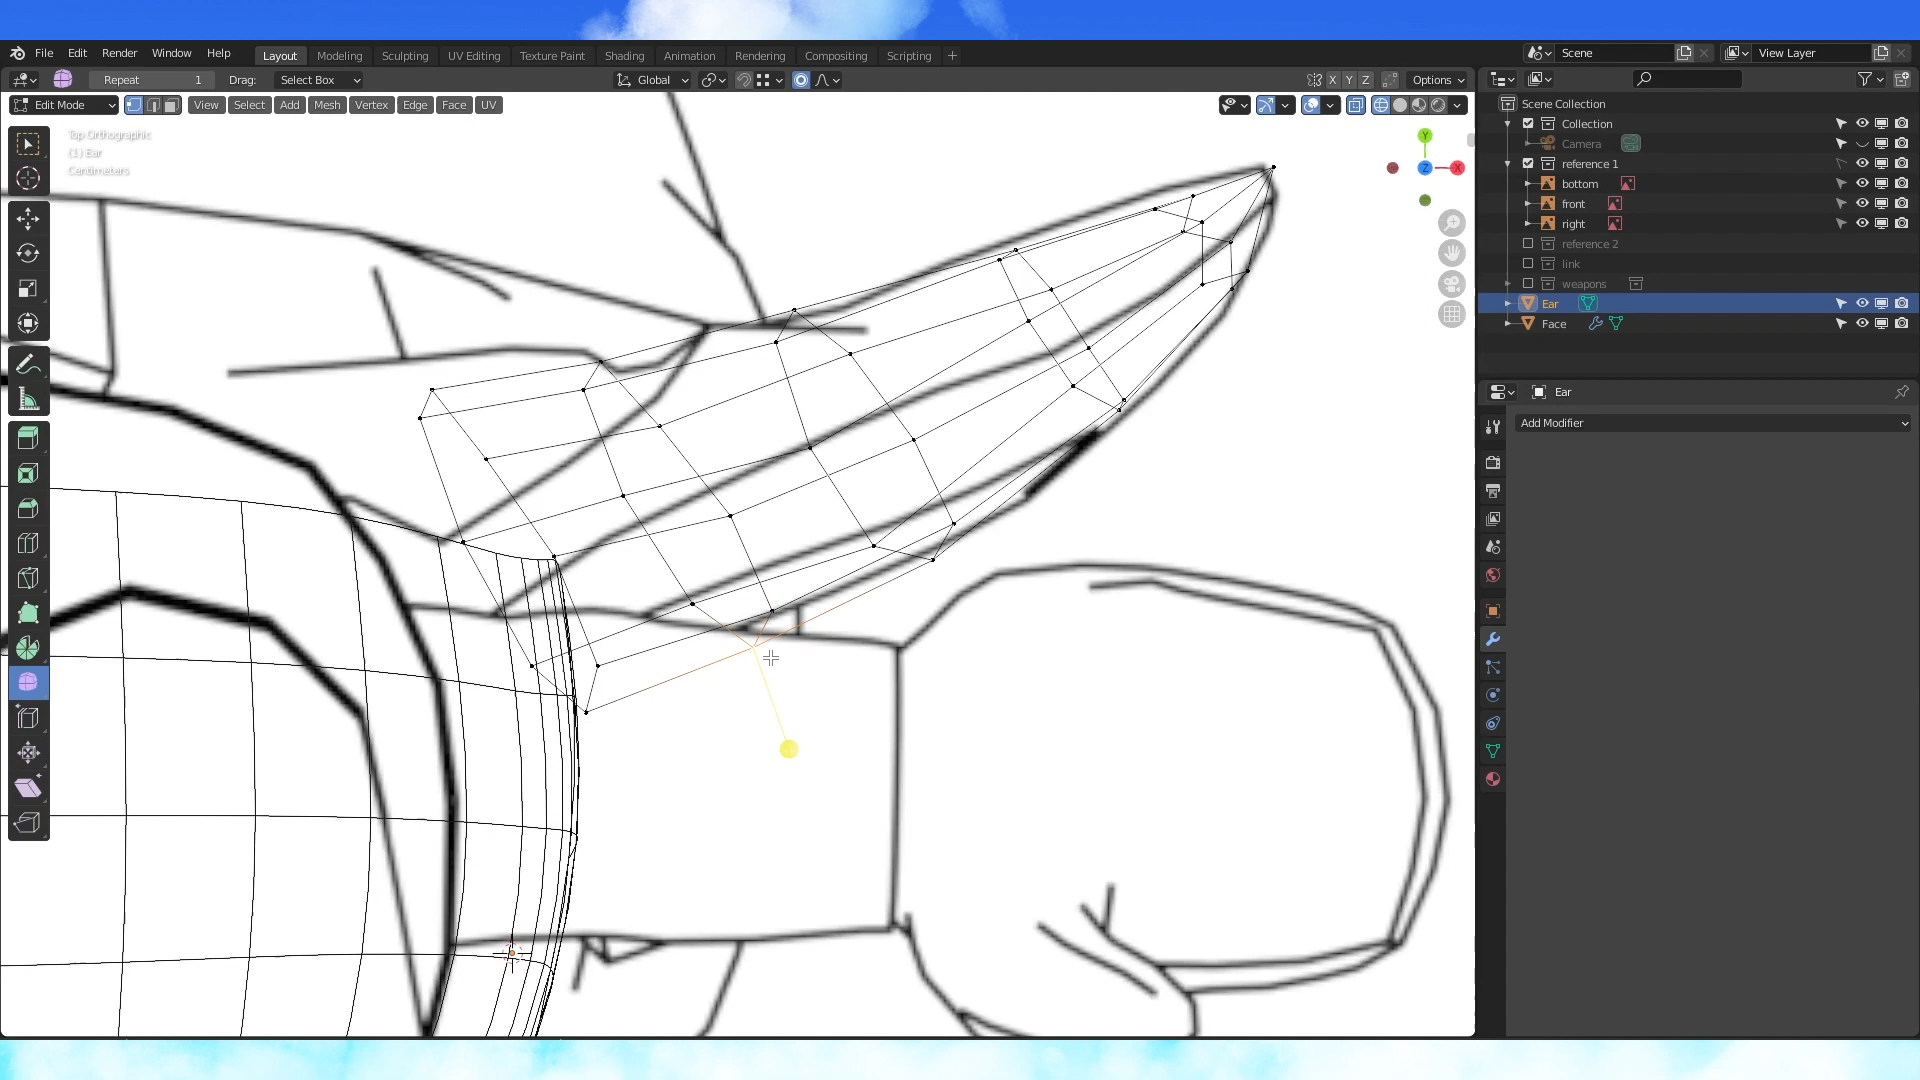 File Edit Render Window Help Layout Modeling Sculpting UV Editing Texture Paint Shading Animation Rendering Compositing Scripting + Scene View Layer
Repeat 1 Drag: Select Box Global X Y Z Options
Edit Mode View Select Add Mesh Vertex Edge Face UV
Top Orthographic
(1) Ear
Centimeters
Y
Z X
Scene Collection
Collection
Camera
reference 1
bottom
front
right
reference 2
link
weapons
Ear
Face
Ear
Add Modifier